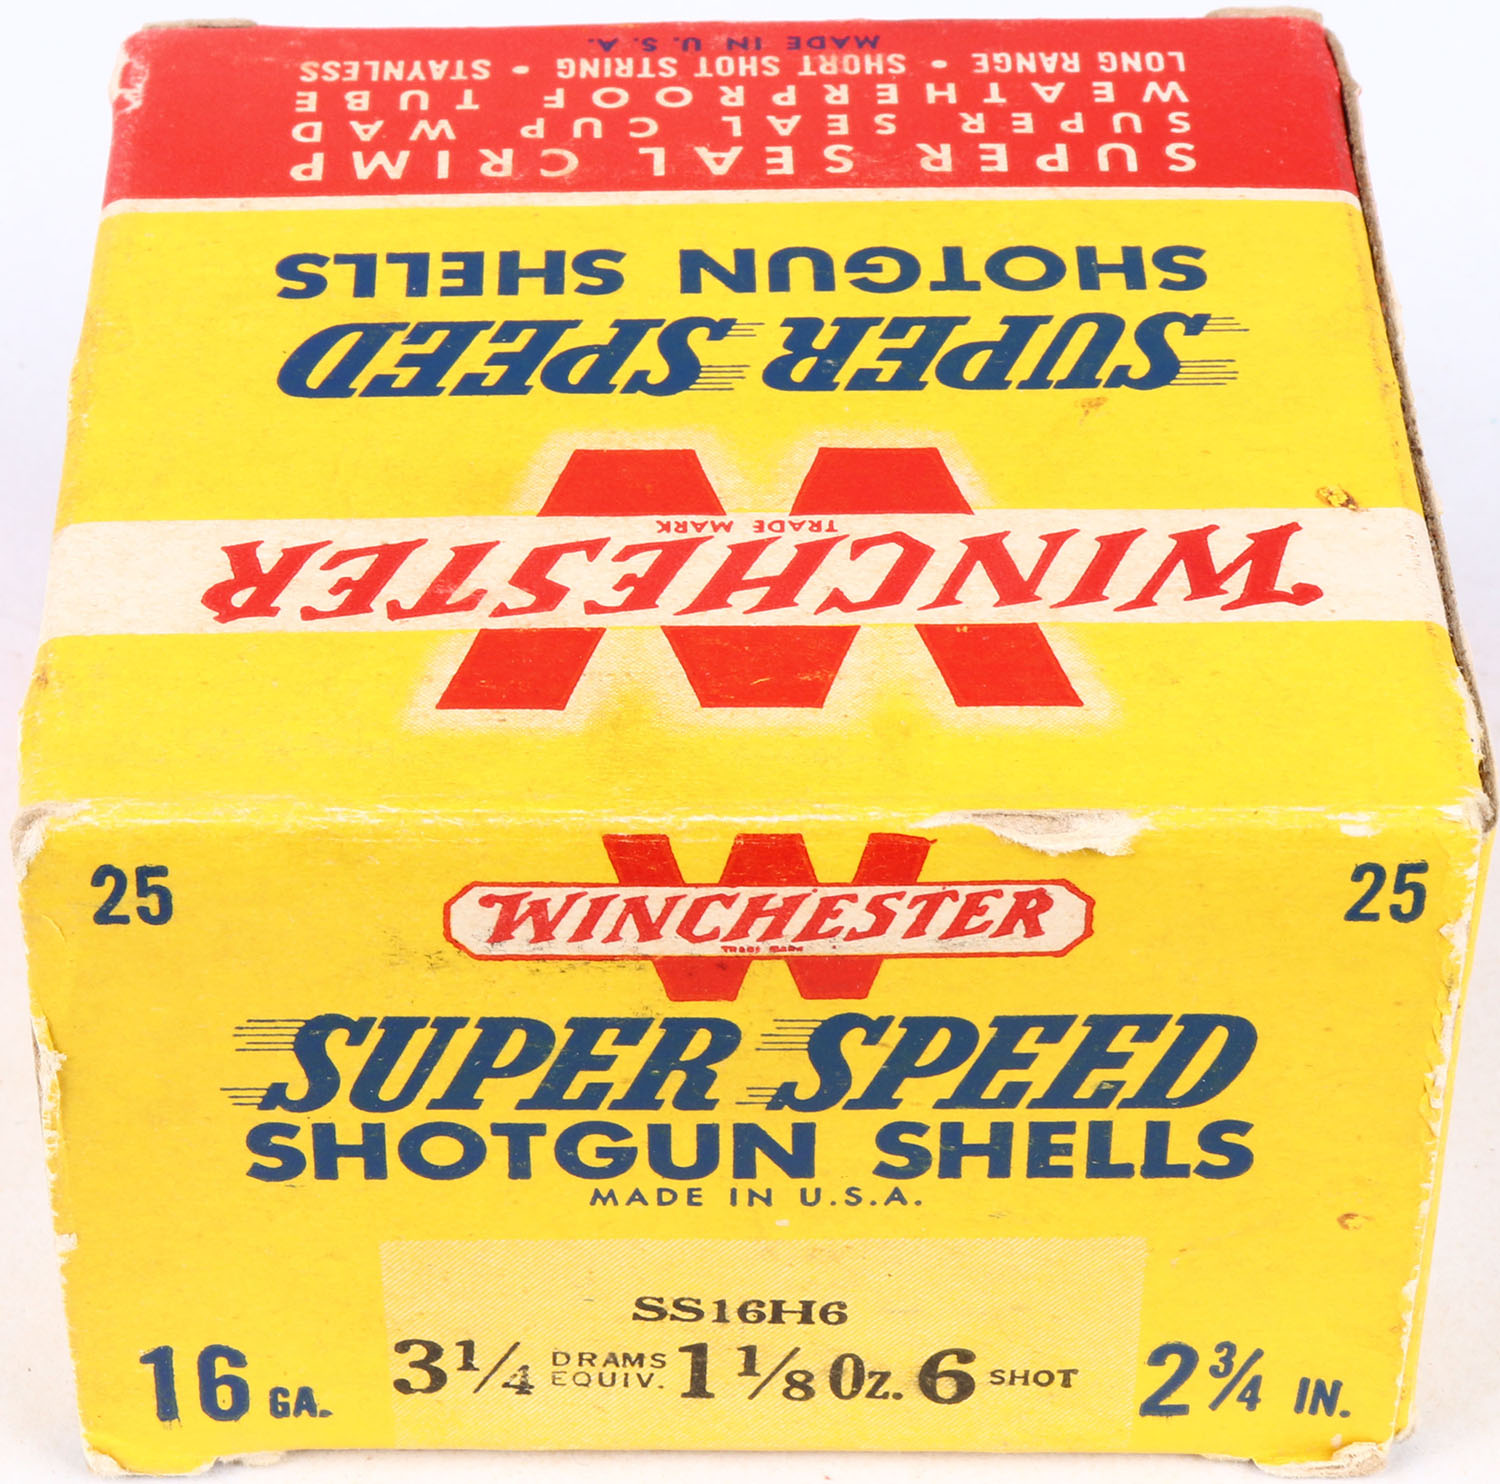 MADE IN U.S.A.
LONG RANGE • SHORT SHOT STRING • STAYNLESS
WEATHERPROOF TUBE
SUPER SEAL CUP WAD
SUPER SEAL CRIMP
SHOTGUN SHELLS
SUPER SPEED
TRADE MARK
WINCHESTER
25 25
WINCHESTER
TRADE MARK
SUPER SPEED
SHOTGUN SHELLS
MADE IN U.S.A.
SS16H6
16 GA. 3 1/4 DRAMS EQUIV. 1 1/8 Oz. 6 SHOT 2 3/4 IN.